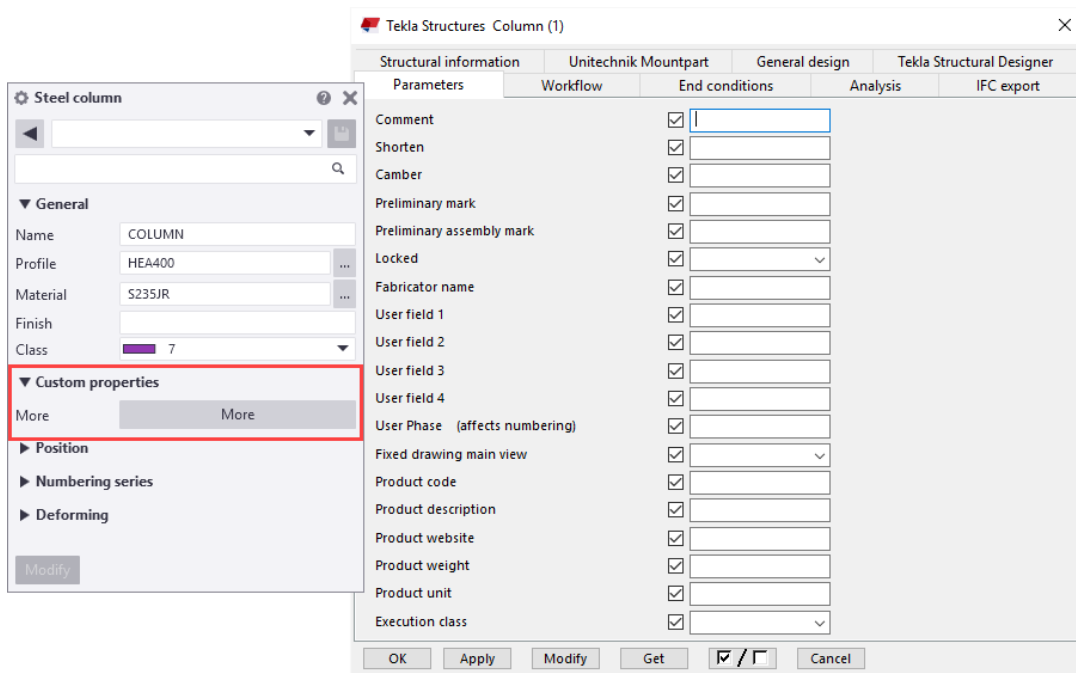 Steel column
General
Name COLUMN
Profile HEA400 ...
Material S235JR ...
Finish
Class 7
Custom properties
More More
Position
Numbering series
Deforming
Modify
Tekla Structures Column (1)
Structural information Unitechnik Mountpart General design Tekla Structural Designer
Parameters Workflow End conditions Analysis IFC export
Comment
Shorten
Camber
Preliminary mark
Preliminary assembly mark
Locked
Fabricator name
User field 1
User field 2
User field 3
User field 4
User Phase (affects numbering)
Fixed drawing main view
Product code
Product description
Product website
Product weight
Product unit
Execution class
OK Apply Modify Get / Cancel